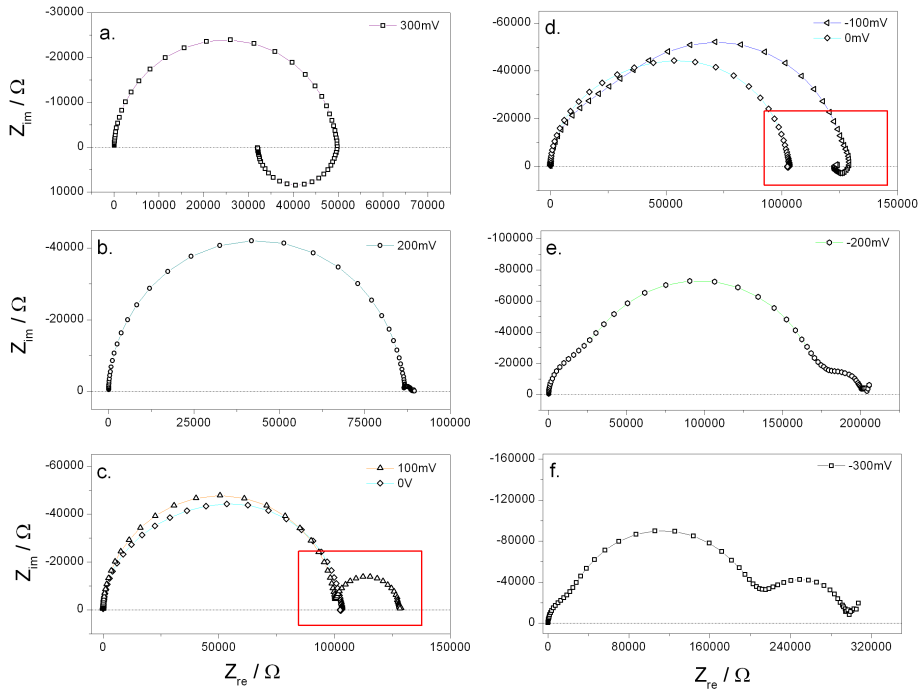 a.
300mV
-30000
-20000
-10000
0
10000
0 10000 20000 30000 40000 50000 60000 70000
Z_im / Ω
b.
200mV
-40000
-20000
0
0 25000 50000 75000 100000
Z_im / Ω
c.
100mV
0V
-60000
-40000
-20000
0
0 50000 100000 150000
Z_im / Ω
Z_re / Ω
d.
-100mV
0mV
-60000
-40000
-20000
0
0 50000 100000 150000
e.
-200mV
-100000
-80000
-60000
-40000
-20000
0
0 50000 100000 150000 200000
f.
-300mV
-160000
-120000
-80000
-40000
0
0 80000 160000 240000 320000
Z_re / Ω